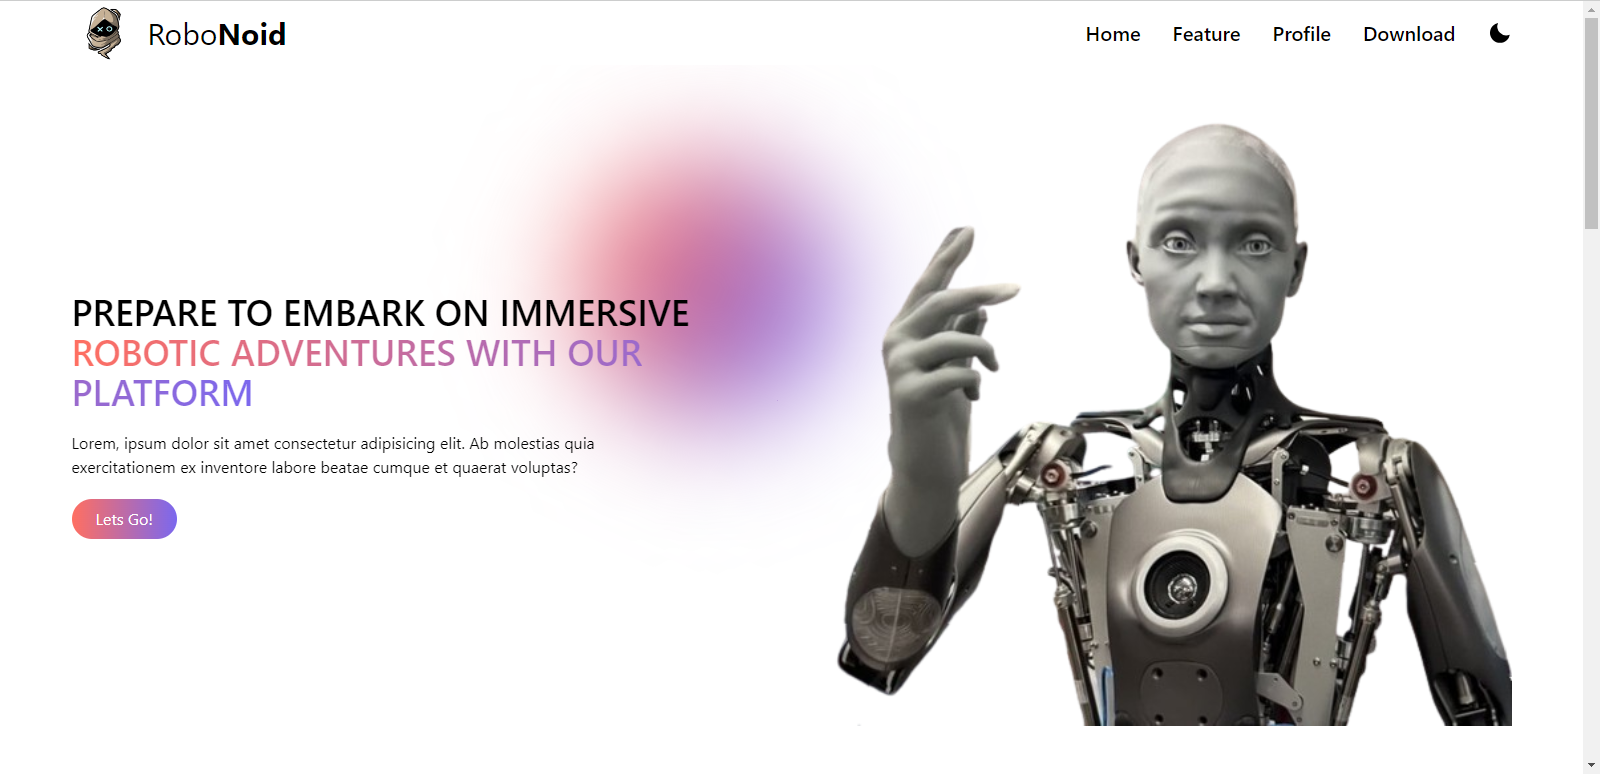 RoboNoid
Home Feature Profile Download
PREPARE TO EMBARK ON IMMERSIVE
ROBOTIC ADVENTURES WITH OUR
PLATFORM
Lorem, ipsum dolor sit amet consectetur adipisicing elit. Ab molestias quia
exercitationem ex inventore labore beatae cumque et quaerat voluptas?
Lets Go!